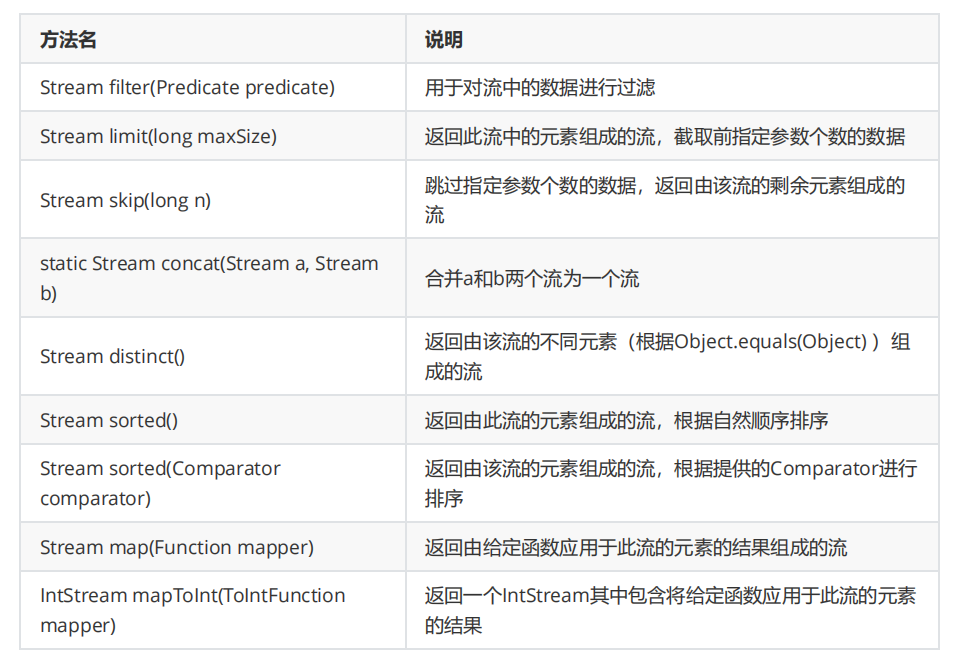 方法名
说明
Stream filter(Predicate predicate)
用于对流中的数据进行过滤
Stream limit(long maxSize)
返回此流中的元素组成的流，截取前指定参数个数的数据
Stream skip(long n)
跳过指定参数个数的数据，返回由该流的剩余元素组成的
流
static Stream concat(Stream a, Stream
b)
合并a和b两个流为一个流
Stream distinct()
返回由该流的不同元素（根据Object.equals(Object) ）组
成的流
Stream sorted()
返回由此流的元素组成的流，根据自然顺序排序
Stream sorted(Comparator
comparator)
返回由该流的元素组成的流，根据提供的Comparator进行
排序
Stream map(Function mapper)
返回由给定函数应用于此流的元素的结果组成的流
IntStream mapToInt(ToIntFunction
mapper)
返回一个IntStream其中包含将给定函数应用于此流的元素
的结果